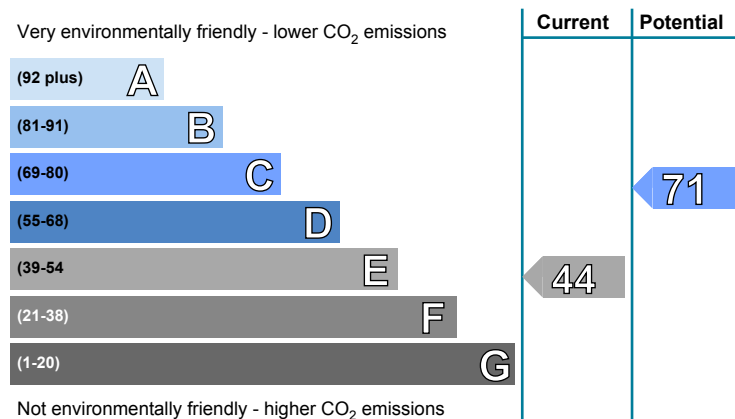 Current Potential
Very environmentally friendly - lower CO₂ emissions
(92 plus) A
(81-91) B
(69-80) C
71
(55-68) D
(39-54 E
44
(21-38) F
(1-20) G
Not environmentally friendly - higher CO₂ emissions